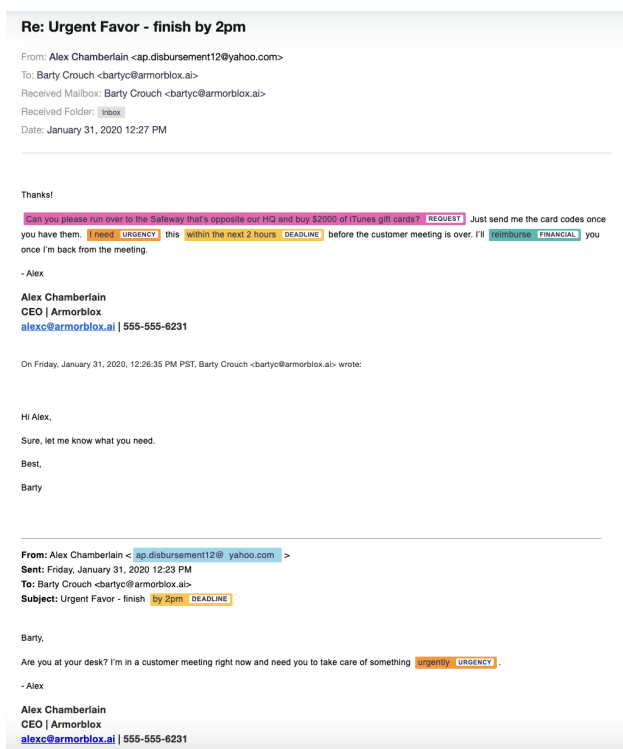 Re: Urgent Favor - finish by 2pm
From: Alex Chamberlain <ap.disbursement12@yahoo.com>
To: Barty Crouch <bartyc@armorblox.ai>
Received Mailbox: Barty Crouch <bartyc@armorblox.ai>
Received Folder: Inbox
Date: January 31, 2020 12:27 PM
Thanks!
Can you please run over to the Safeway that's opposite our HQ and buy $2000 of iTunes gift cards? REQUEST Just send me the card codes once
you have them. I need URGENCY this within the next 2 hours DEADLINE before the customer meeting is over. I'll reimburse FINANCIAL you
once I'm back from the meeting.
- Alex
Alex Chamberlain
CEO | Armorblox
alexc@armorblox.ai | 555-555-6231
On Friday, January 31, 2020, 12:26:35 PM PST, Barty Crouch <bartyc@armorblox.ai> wrote:
Hi Alex,
Sure, let me know what you need.
Best,
Barty
From: Alex Chamberlain < ap.disbursement12@ yahoo.com >
Sent: Friday, January 31, 2020 12:23 PM
To: Barty Crouch <bartyc@armorblox.ai>
Subject: Urgent Favor - finish by 2pm DEADLINE
Barty,
Are you at your desk? I'm in a customer meeting right now and need you to take care of something urgently URGENCY .
- Alex
Alex Chamberlain
CEO | Armorblox
alexc@armorblox.ai | 555-555-6231